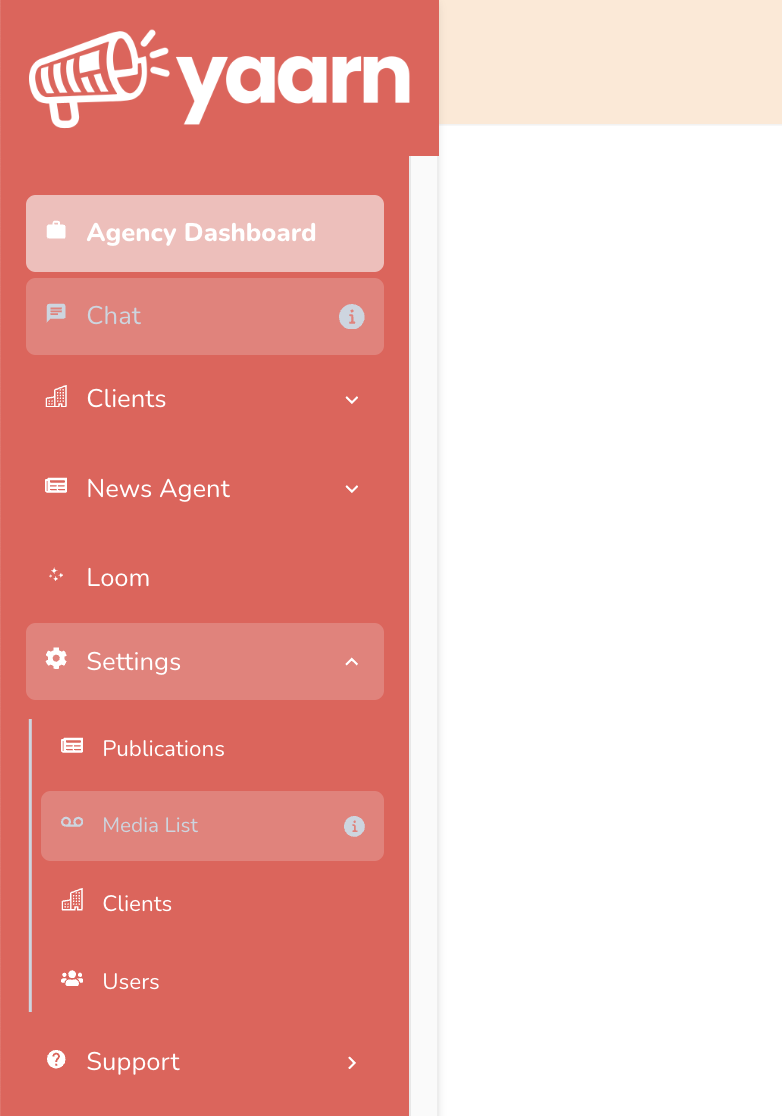 yaarn
Agency Dashboard
Chat
Clients
News Agent
Loom
Settings
Publications
Media List
Clients
Users
Support